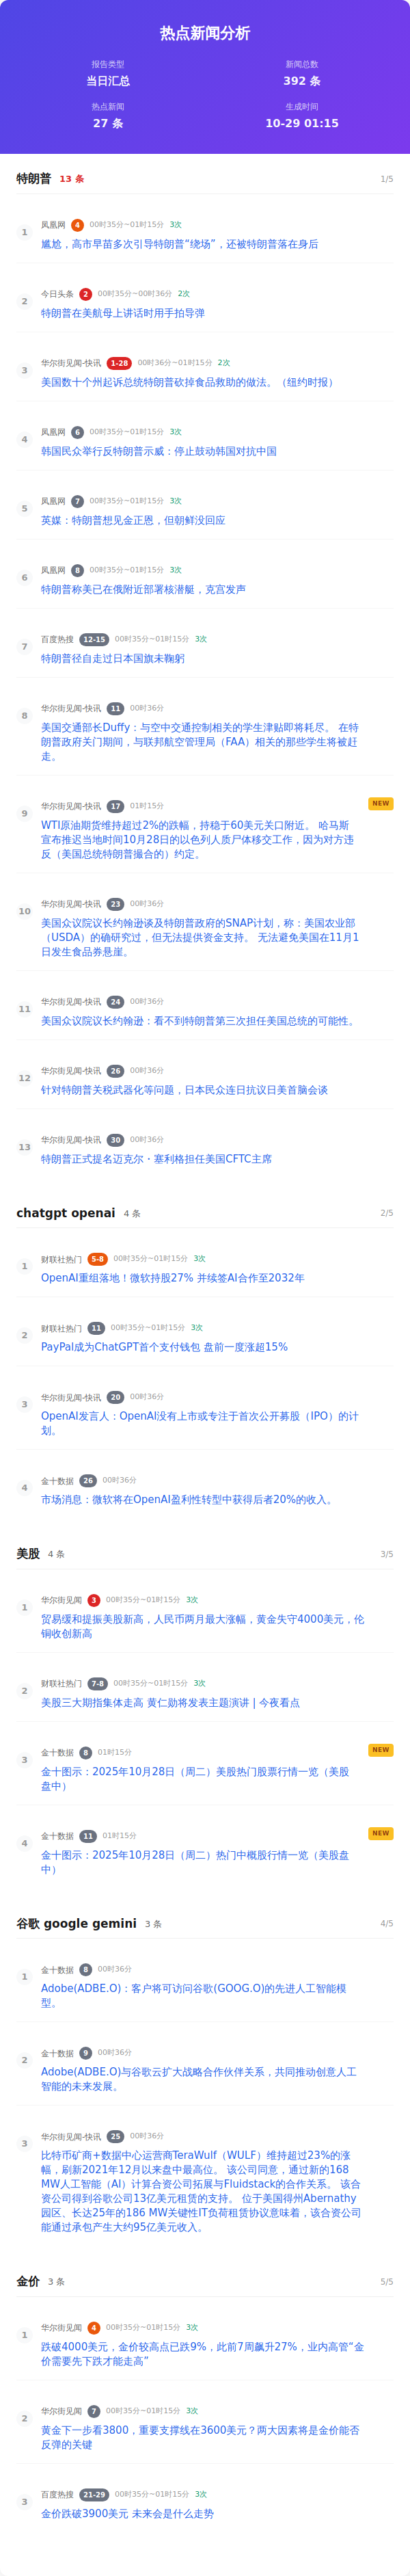 热点新闻分析
报告类型
新闻总数
当日汇总
392 条
热点新闻
生成时间
27 条
10-29 01:15
特朗普 13 条 1/5
1
凤凰网 4 00时35分~01时15分 3次
尴尬，高市早苗多次引导特朗普“绕场”，还被特朗普落在身后
2
今日头条 2 00时35分~00时36分 2次
特朗普在美航母上讲话时用手拍导弹
3
华尔街见闻-快讯 1-28 00时36分~01时15分 2次
美国数十个州起诉总统特朗普砍掉食品救助的做法。（纽约时报）
4
凤凰网 6 00时35分~01时15分 3次
韩国民众举行反特朗普示威：停止鼓动韩国对抗中国
5
凤凰网 7 00时35分~01时15分 3次
英媒：特朗普想见金正恩，但朝鲜没回应
6
凤凰网 8 00时35分~01时15分 3次
特朗普称美已在俄附近部署核潜艇，克宫发声
7
百度热搜 12-15 00时35分~01时15分 3次
特朗普径自走过日本国旗未鞠躬
8
华尔街见闻-快讯 11 00时36分
美国交通部长Duffy：与空中交通控制相关的学生津贴即将耗尽。 在特
朗普政府关门期间，与联邦航空管理局（FAA）相关的那些学生将被赶
走。
9
华尔街见闻-快讯 17 01时15分 NEW
WTI原油期货维持超过2%的跌幅，持稳于60美元关口附近。 哈马斯
宣布推迟当地时间10月28日的以色列人质尸体移交工作，因为对方违
反（美国总统特朗普撮合的）约定。
10
华尔街见闻-快讯 23 00时36分
美国众议院议长约翰逊谈及特朗普政府的SNAP计划，称：美国农业部
（USDA）的确研究过，但无法提供资金支持。 无法避免美国在11月1
日发生食品券悬崖。
11
华尔街见闻-快讯 24 00时36分
美国众议院议长约翰逊：看不到特朗普第三次担任美国总统的可能性。
12
华尔街见闻-快讯 26 00时36分
针对特朗普关税武器化等问题，日本民众连日抗议日美首脑会谈
13
华尔街见闻-快讯 30 00时36分
特朗普正式提名迈克尔・塞利格担任美国CFTC主席
chatgpt openai 4 条 2/5
1
财联社热门 5-8 00时35分~01时15分 3次
OpenAI重组落地！微软持股27% 并续签AI合作至2032年
2
财联社热门 11 00时35分~01时15分 3次
PayPal成为ChatGPT首个支付钱包 盘前一度涨超15%
3
华尔街见闻-快讯 20 00时36分
OpenAI发言人：OpenAI没有上市或专注于首次公开募股（IPO）的计
划。
4
金十数据 26 00时36分
市场消息：微软将在OpenAI盈利性转型中获得后者20%的收入。
美股 4 条 3/5
1
华尔街见闻 3 00时35分~01时15分 3次
贸易缓和提振美股新高，人民币两月最大涨幅，黄金失守4000美元，伦
铜收创新高
2
财联社热门 7-8 00时35分~01时15分 3次
美股三大期指集体走高 黄仁勋将发表主题演讲 | 今夜看点
3
金十数据 8 01时15分 NEW
金十图示：2025年10月28日（周二）美股热门股票行情一览（美股
盘中）
4
金十数据 11 01时15分 NEW
金十图示：2025年10月28日（周二）热门中概股行情一览（美股盘
中）
谷歌 google gemini 3 条 4/5
1
金十数据 8 00时36分
Adobe(ADBE.O)：客户将可访问谷歌(GOOG.O)的先进人工智能模
型。
2
金十数据 9 00时36分
Adobe(ADBE.O)与谷歌云扩大战略合作伙伴关系，共同推动创意人工
智能的未来发展。
3
华尔街见闻-快讯 25 00时36分
比特币矿商+数据中心运营商TeraWulf（WULF）维持超过23%的涨
幅，刷新2021年12月以来盘中最高位。 该公司同意，通过新的168
MW人工智能（AI）计算合资公司拓展与Fluidstack的合作关系。 该合
资公司得到谷歌公司13亿美元租赁的支持。 位于美国得州Abernathy
园区、长达25年的186 MW关键性IT负荷租赁协议意味着，该合资公司
能通过承包产生大约95亿美元收入。
金价 3 条 5/5
1
华尔街见闻 4 00时35分~01时15分 3次
跌破4000美元，金价较高点已跌9%，此前7周飙升27%，业内高管“金
价需要先下跌才能走高”
2
华尔街见闻 7 00时35分~01时15分 3次
黄金下一步看3800，重要支撑线在3600美元？两大因素将是金价能否
反弹的关键
3
百度热搜 21-29 00时35分~01时15分 3次
金价跌破3900美元 未来会是什么走势